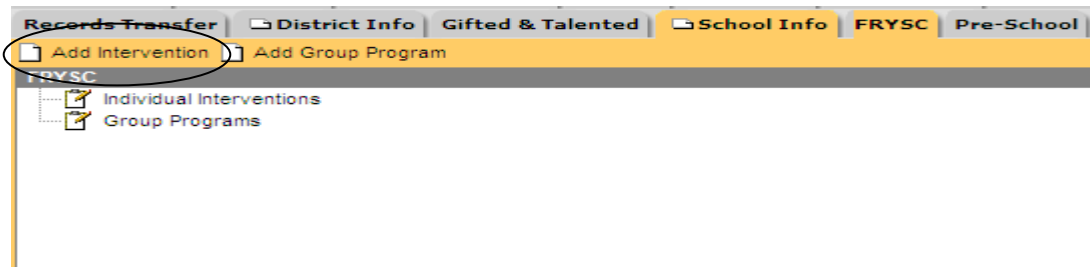 Records Transfer District Info Gifted & Talented School Info FRYSC Pre-School
Add Intervention Add Group Program
FRYSC
Individual Interventions
Group Programs